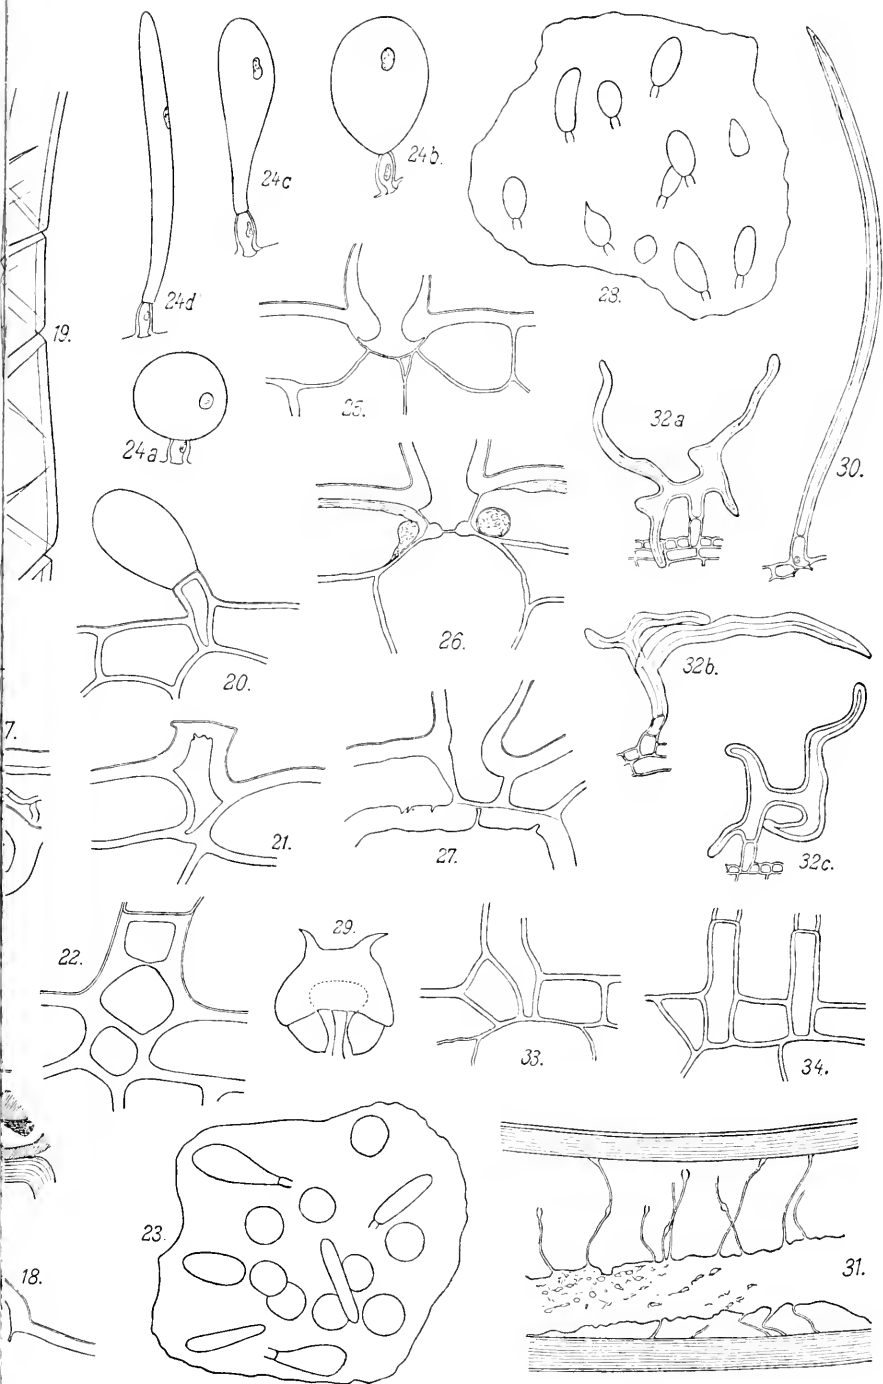 24b.
24c
28.
24d
19.
25.
24a
32a
30.
26.
20.
32b.
7.
21.
27.
32c.
22.
29.
33.
34.
23.
31.
18.